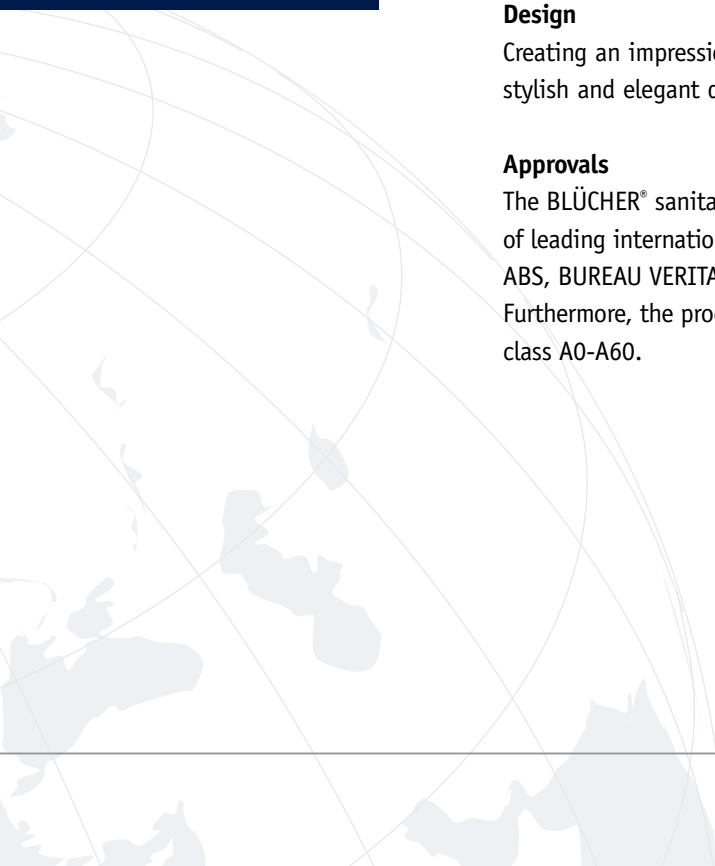 Design
Creating an impressi
stylish and elegant
Approvals
The BLÜCHER® sanita
of leading internatio
ABS, BUREAU VERITA
Furthermore, the pro
class A0-A60.